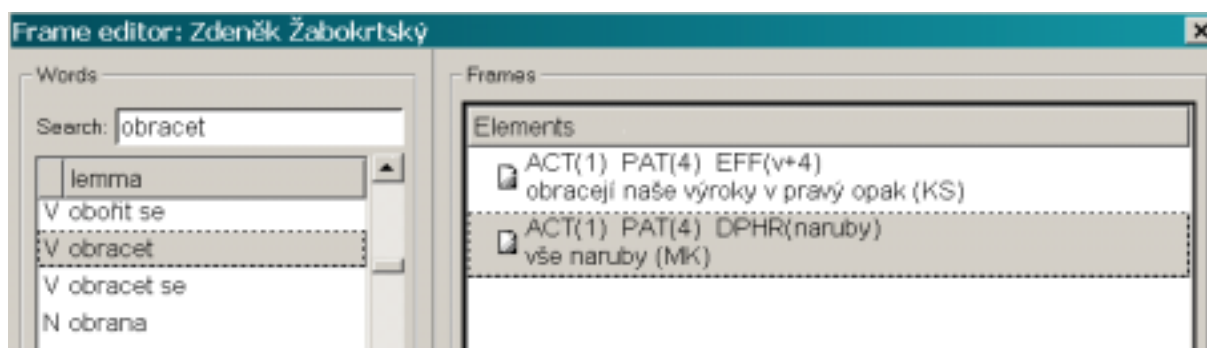 Frame editor: Zdeněk Žabokrtský
Words
Search: obracet
lemma
V obořit se
V obracet
V obracet se
N obrana
Frames
Elements
ACT(1) PAT(4) EFF(v+4)
obracejí naše výroky v pravý opak (KS)
ACT(1) PAT(4) DPHR(naruby)
vše naruby (MK)